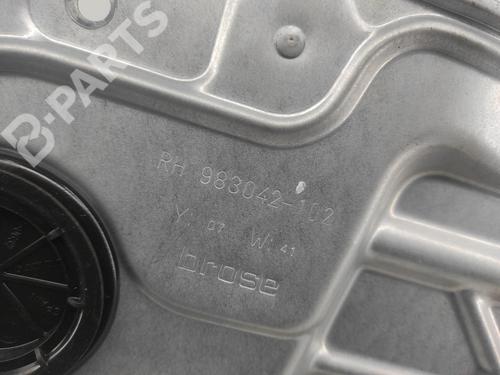 B-PARTS
RH 983042-102
Y: 07 W: 41
brose